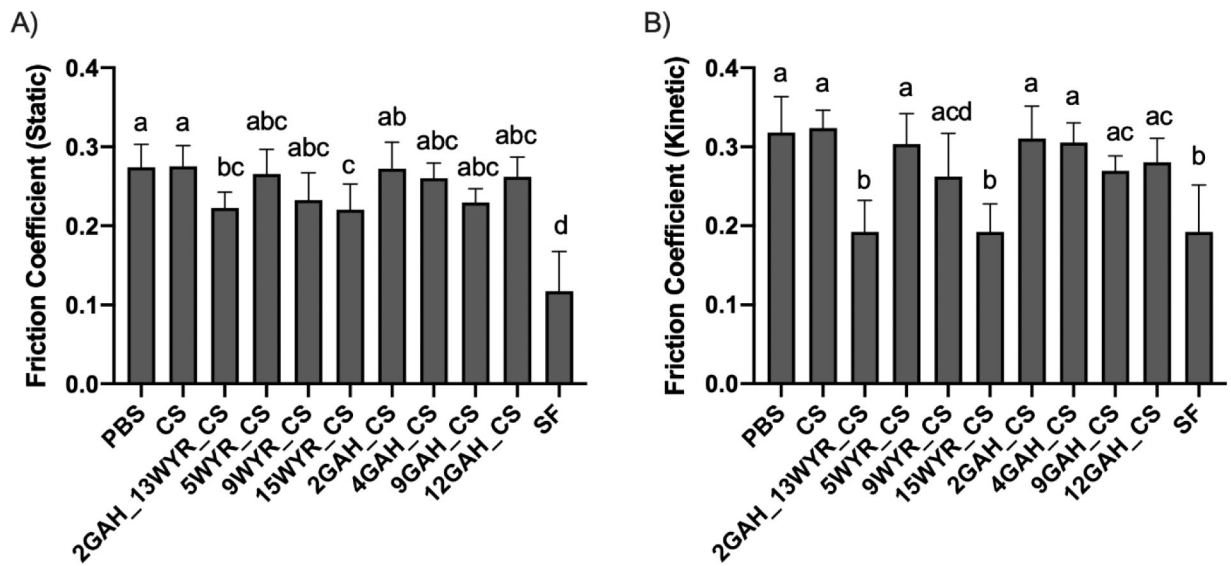 A)
Friction Coefficient (Static)
0.4
0.3
0.2
0.1
0.0
a
a
bc
abc
abc
c
ab
abc
abc
abc
d
PBS
CS
2GAH_13WYR_CS
5WYR_CS
9WYR_CS
15WYR_CS
2GAH_CS
4GAH_CS
9GAH_CS
12GAH_CS
SF
B)
Friction Coefficient (Kinetic)
0.4
0.3
0.2
0.1
0.0
a
a
b
a
acd
b
a
a
ac
ac
b
PBS
CS
2GAH_13WYR_CS
5WYR_CS
9WYR_CS
15WYR_CS
2GAH_CS
4GAH_CS
9GAH_CS
12GAH_CS
SF